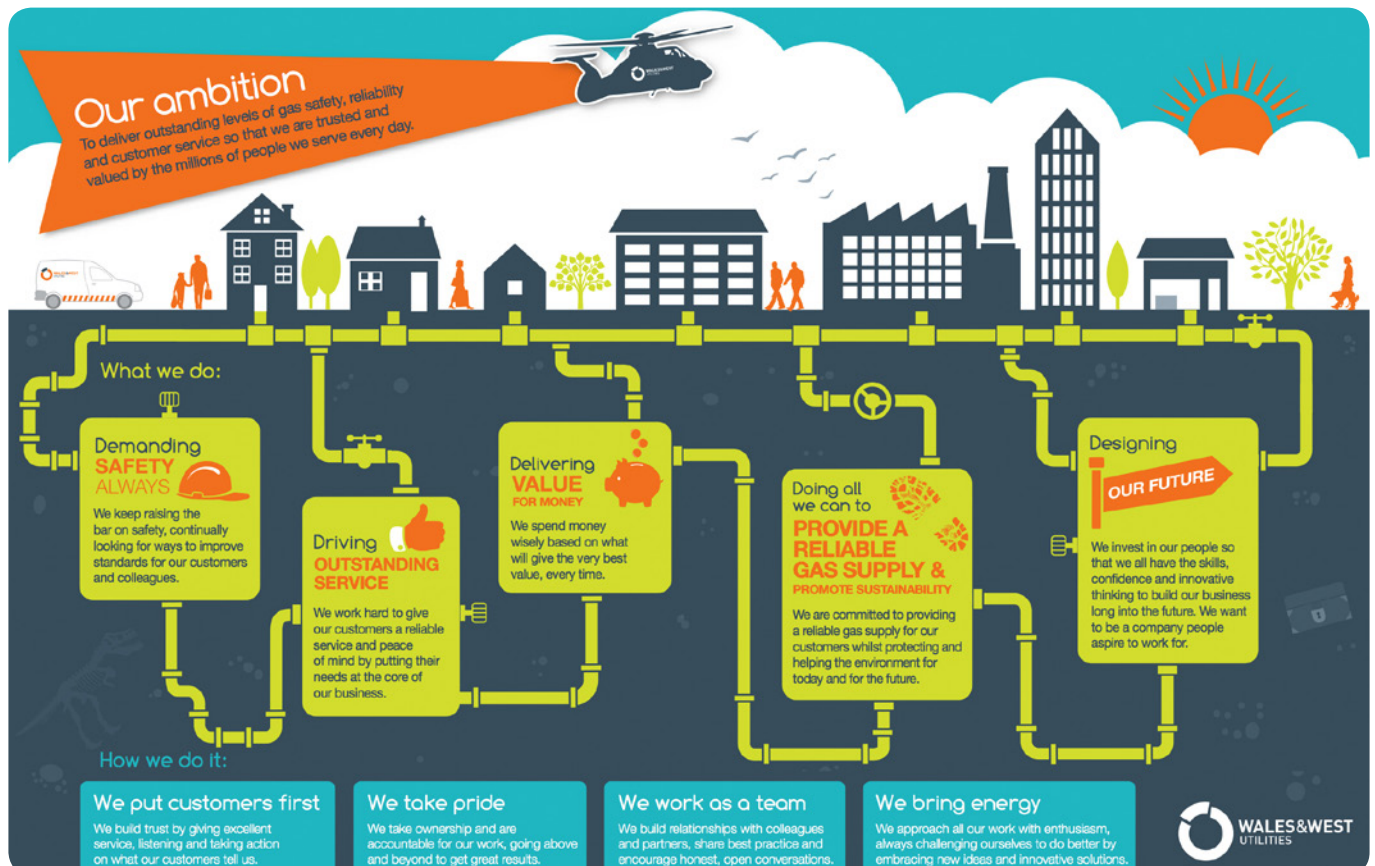 Our ambition
To deliver outstanding levels of gas safety, reliability
and customer service so that we are trusted and
valued by the millions of people we serve every day.
WALES&WEST
WALES&WEST
What we do:
Demanding
SAFETY
ALWAYS
We keep raising the
bar on safety, continually
looking for ways to improve
standards for our customers
and colleagues.
Driving
OUTSTANDING
SERVICE
We work hard to give
our customers a reliable
service and peace
of mind by putting their
needs at the core of
our business.
Delivering
VALUE
FOR MONEY
We spend money
wisely based on what
will give the very best
value, every time.
Doing all
we can to
PROVIDE A
RELIABLE
GAS SUPPLY &
PROMOTE SUSTAINABILITY
We are committed to providing
a reliable gas supply for our
customers whilst protecting and
helping the environment for
today and for the future.
Designing
OUR FUTURE
We invest in our people so
that we all have the skills,
confidence and innovative
thinking to build our business
long into the future. We want
to be a company people
aspire to work for.
How we do it:
We put customers first
We build trust by giving excellent
service, listening and taking action
on what our customers tell us.
We take pride
We take ownership and are
accountable for our work, going above
and beyond to get great results.
We work as a team
We build relationships with colleagues
and partners, share best practice and
encourage honest, open conversations.
We bring energy
We approach all our work with enthusiasm,
always challenging ourselves to do better by
embracing new ideas and innovative solutions.
WALES&WEST
UTILITIES